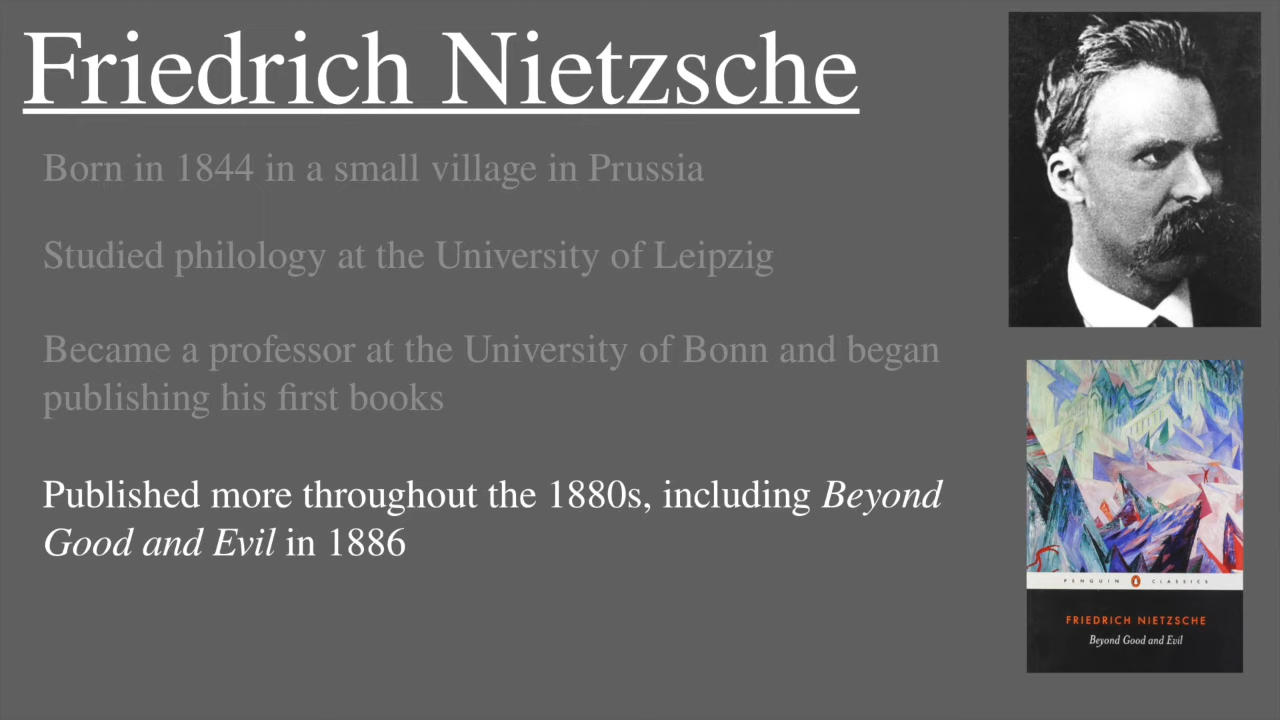 Friedrich Nietzsche
Born in 1844 in a small village in Prussia
Studied philology at the University of Leipzig
Became a professor at the University of Bonn and began
publishing his first books
Published more throughout the 1880s, including Beyond
Good and Evil in 1886
PENGUIN CLASSICS
FRIEDRICH NIETZSCHE
Beyond Good and Evil